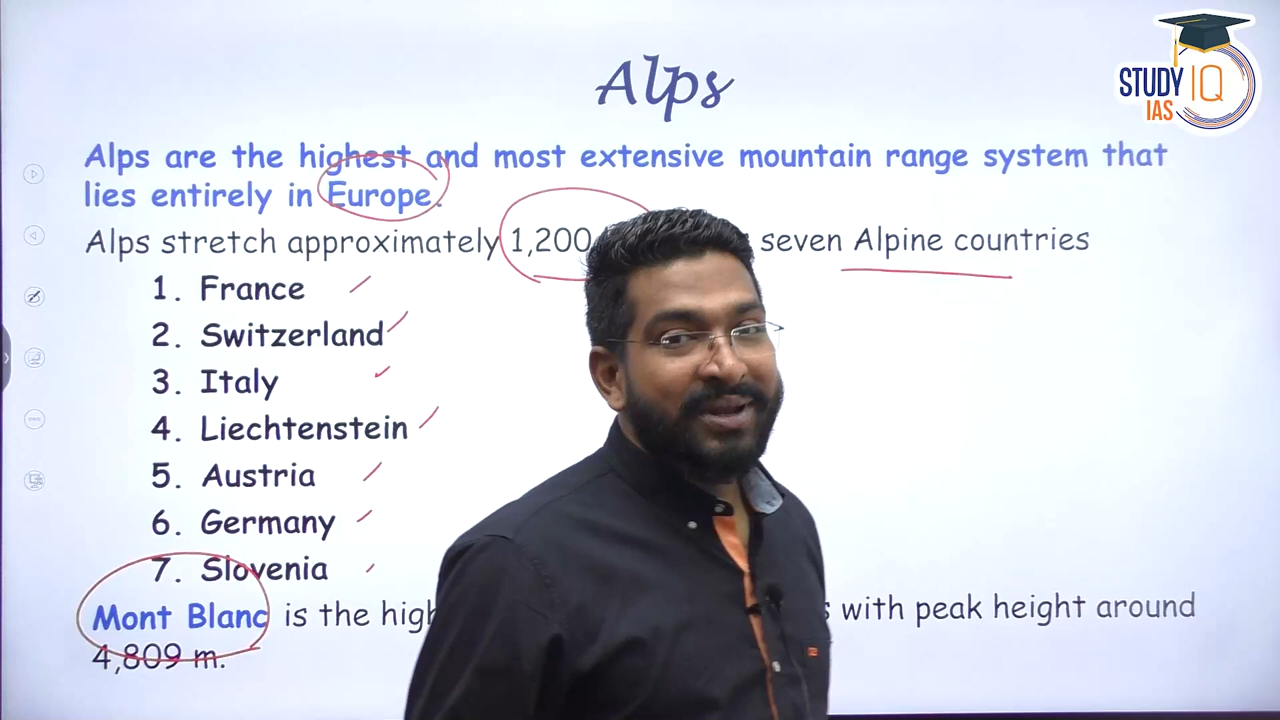 Alps
STUDY IQ
IAS
Alps are the highest and most extensive mountain range system that
lies entirely in Europe.
Alps stretch approximately 1,200 seven Alpine countries
1. France
2. Switzerland
3. Italy
4. Liechtenstein
5. Austria
6. Germany
7. Slovenia
Mont Blanc is the with peak height around
4,809 m.